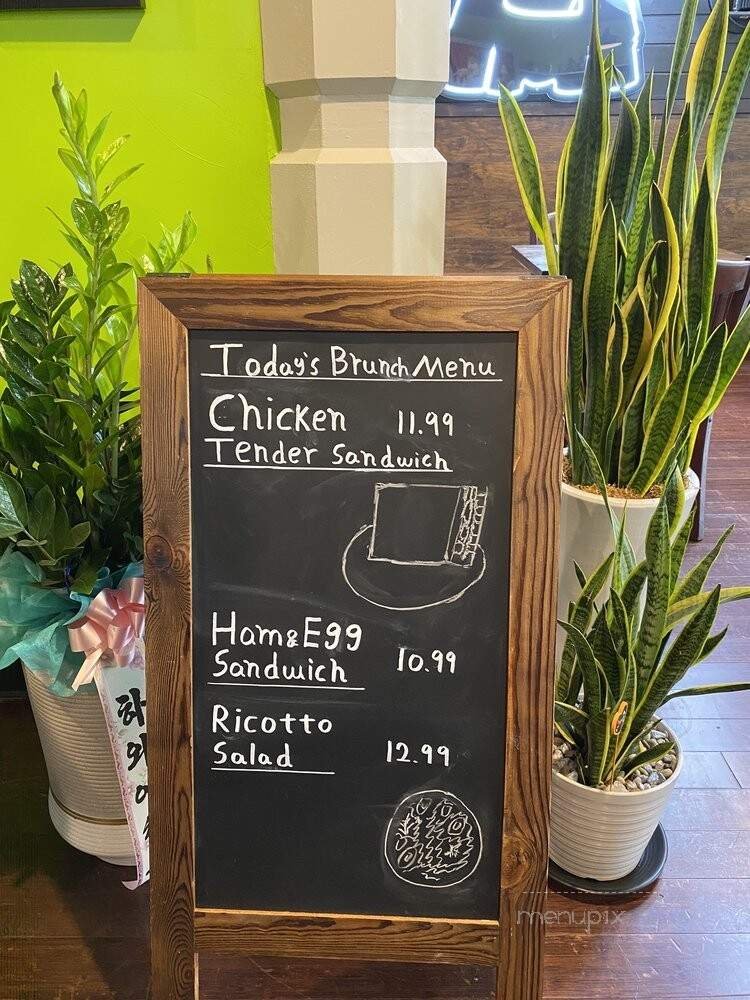 Today's Brunch Menu
Chicken 11.99
Tender Sandwich
Ham & Egg
Sandwich 10.99
Ricotto
Salad 12.99
menupix